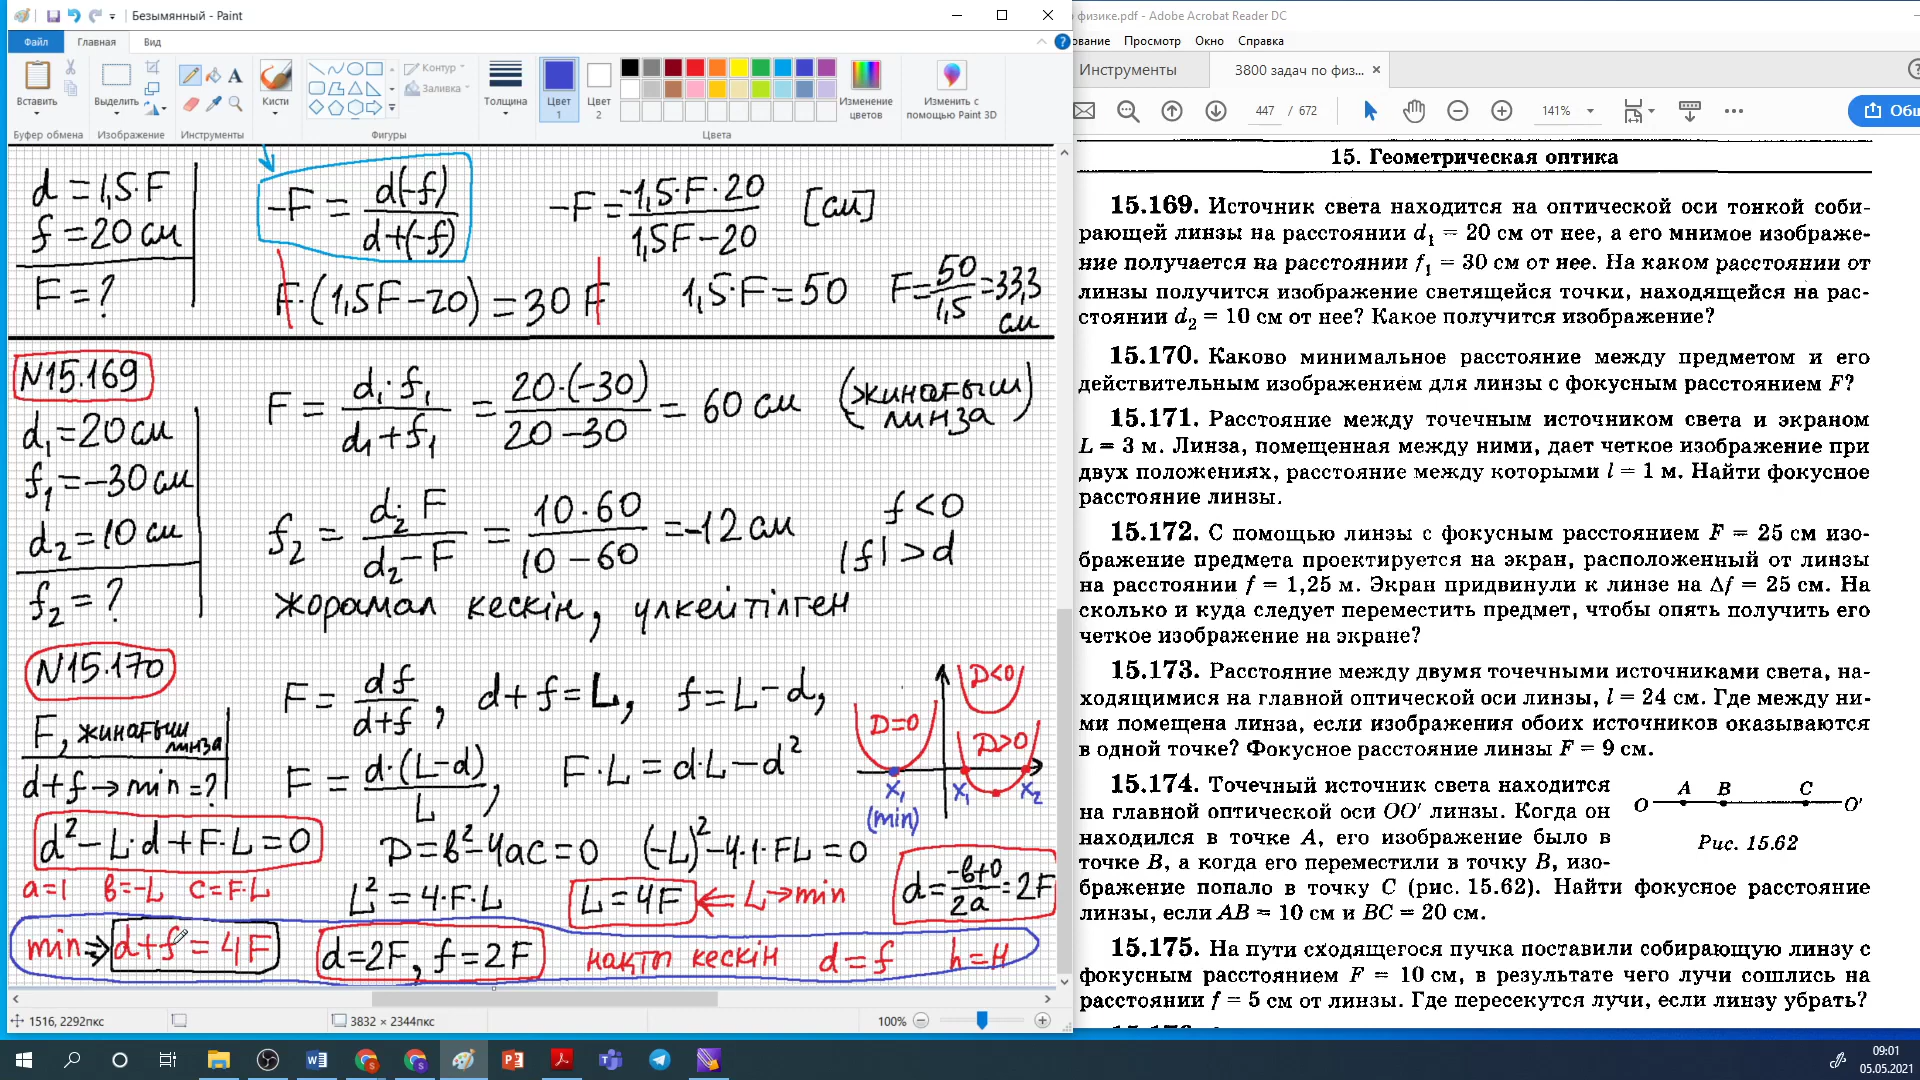 Безымянный - Paint
Файл Главная Вид
Вставить
Выделить
Кисти
Контур
Заливка
Толщина
Цвет 1
Цвет 2
Изменение цветов
Изменить с помощью Paint 3D
Буфер обмена Изображение Инструменты Фигуры Цвета
d = 1,5·F
f = 20 см
F = ?
-F = d(-f) / d+(-f)
-F = -1,5·F·20 / 1,5F-20 [см]
F·(1,5F-20) = 30 F 1,5·F = 50 F = 50/1,5 = 33,3 см
N15.169
d₁=20 см
f₁=-30 см
d₂=10 см
f₂=?
F = d₁·f₁ / d₁+f₁ = 20·(-30) / 20-30 = 60 см (жинағыш линза)
f₂ = d₂·F / d₂-F = 10·60 / 10-60 = -12 см f<0
|f|>d
жорамал кескін, үлкейтілген
N15.170
F, жинағыш линза
d+f→min=?
F = df / d+f, d+f=L, f=L-d,
F = d·(L-d) / L, F·L=d·L-d²
D<0
D=0
D>0
x₁ (min) x₁ x₂
d²-L·d+F·L=0
a=1 в=-L c=F·L
D=в²-4ac=0 (-L)²-4·1·FL=0
L²=4·F·L L=4F ⇐ L→min d = -в+0 / 2a = 2F
min ⇒ d+f=4F d=2F, f=2F нақты кескін d=f h=H
1516, 2292пкс 3832 × 2344пкс 100%
физике.pdf - Adobe Acrobat Reader DC
ование Просмотр Окно Справка
Инструменты 3800 задач по физ... ×
447 / 672 141%
15. Геометрическая оптика
15.169. Источник света находится на оптической оси тонкой соби-
рающей линзы на расстоянии d₁ = 20 см от нее, а его мнимое изображе-
ние получается на расстоянии f₁ = 30 см от нее. На каком расстоянии от
линзы получится изображение светящейся точки, находящейся на рас-
стоянии d₂ = 10 см от нее? Какое получится изображение?
15.170. Каково минимальное расстояние между предметом и его
действительным изображением для линзы с фокусным расстоянием F?
15.171. Расстояние между точечным источником света и экраном
L = 3 м. Линза, помещенная между ними, дает четкое изображение при
двух положениях, расстояние между которыми l = 1 м. Найти фокусное
расстояние линзы.
15.172. С помощью линзы с фокусным расстоянием F = 25 см изо-
бражение предмета проектируется на экран, расположенный от линзы
на расстоянии f = 1,25 м. Экран придвинули к линзе на Δf = 25 см. На
сколько и куда следует переместить предмет, чтобы опять получить его
четкое изображение на экране?
15.173. Расстояние между двумя точечными источниками света, на-
ходящимися на главной оптической оси линзы, l = 24 см. Где между ни-
ми помещена линза, если изображения обоих источников оказываются
в одной точке? Фокусное расстояние линзы F = 9 см.
15.174. Точечный источник света находится
на главной оптической оси OO′ линзы. Когда он
находился в точке A, его изображение было в
точке B, а когда его переместили в точку B, изо-
бражение попало в точку C (рис. 15.62). Найти фокусное расстояние
линзы, если AB = 10 см и BC = 20 см.
O A B C O′
Рис. 15.62
15.175. На пути сходящегося пучка поставили собирающую линзу с
фокусным расстоянием F = 10 см, в результате чего лучи сошлись на
расстоянии f = 5 см от линзы. Где пересекутся лучи, если линзу убрать?
09:01
05.05.2021